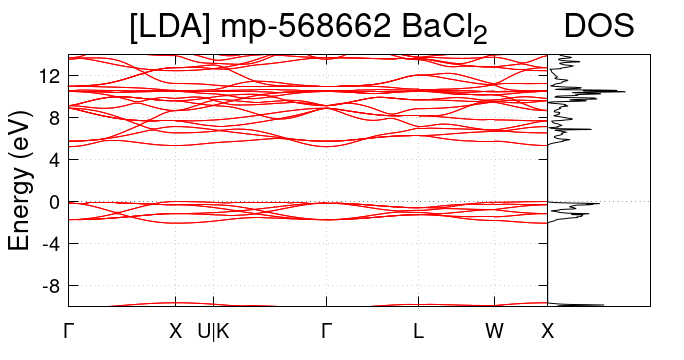 [LDA] mp-568662 BaCl2 DOS
Energy (eV)
12
8
4
0
-4
-8
Γ X U|K Γ L W X